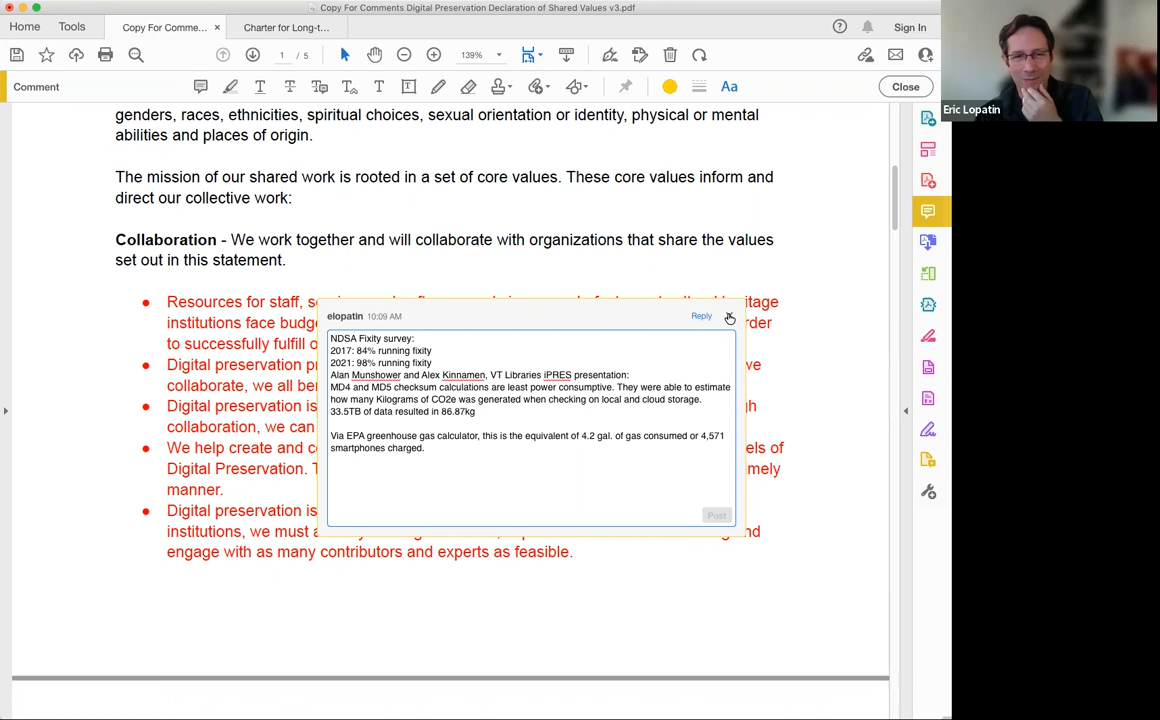 Copy For Comments Digital Preservation Declaration of Shared Values v3.pdf
Home
Tools
Copy For Comme...
×
Charter for Long-t...
Sign In
1 / 5
139%
Comment
Close
Aa
Eric Lopatin
genders, races, ethnicities, spiritual choices, sexual orientation or identity, physical or mental
abilities and places of origin.
The mission of our shared work is rooted in a set of core values. These core values inform and
direct our collective work:
Collaboration - We work together and will collaborate with organizations that share the values
set out in this statement.
● Resources for staff,
institutions face
to successfully fulfill
● Digital preservation
collaborate, we all
● Digital preservation is
collaboration, we can
● We help create and
Digital Preservation.
manner.
● Digital preservation is
institutions, we must
engage with as many contributors and experts as feasible.
elopatin 10:09 AM
Reply
NDSA Fixity survey:
2017: 84% running fixity
2021: 98% running fixity
Alan Munshower and Alex Kinnamen, VT Libraries iPRES presentation:
MD4 and MD5 checksum calculations are least power consumptive. They were able to estimate
how many Kilograms of CO2e was generated when checking on local and cloud storage.
33.5TB of data resulted in 86.87kg
Via EPA greenhouse gas calculator, this is the equivalent of 4.2 gal. of gas consumed or 4,571
smartphones charged.
Post